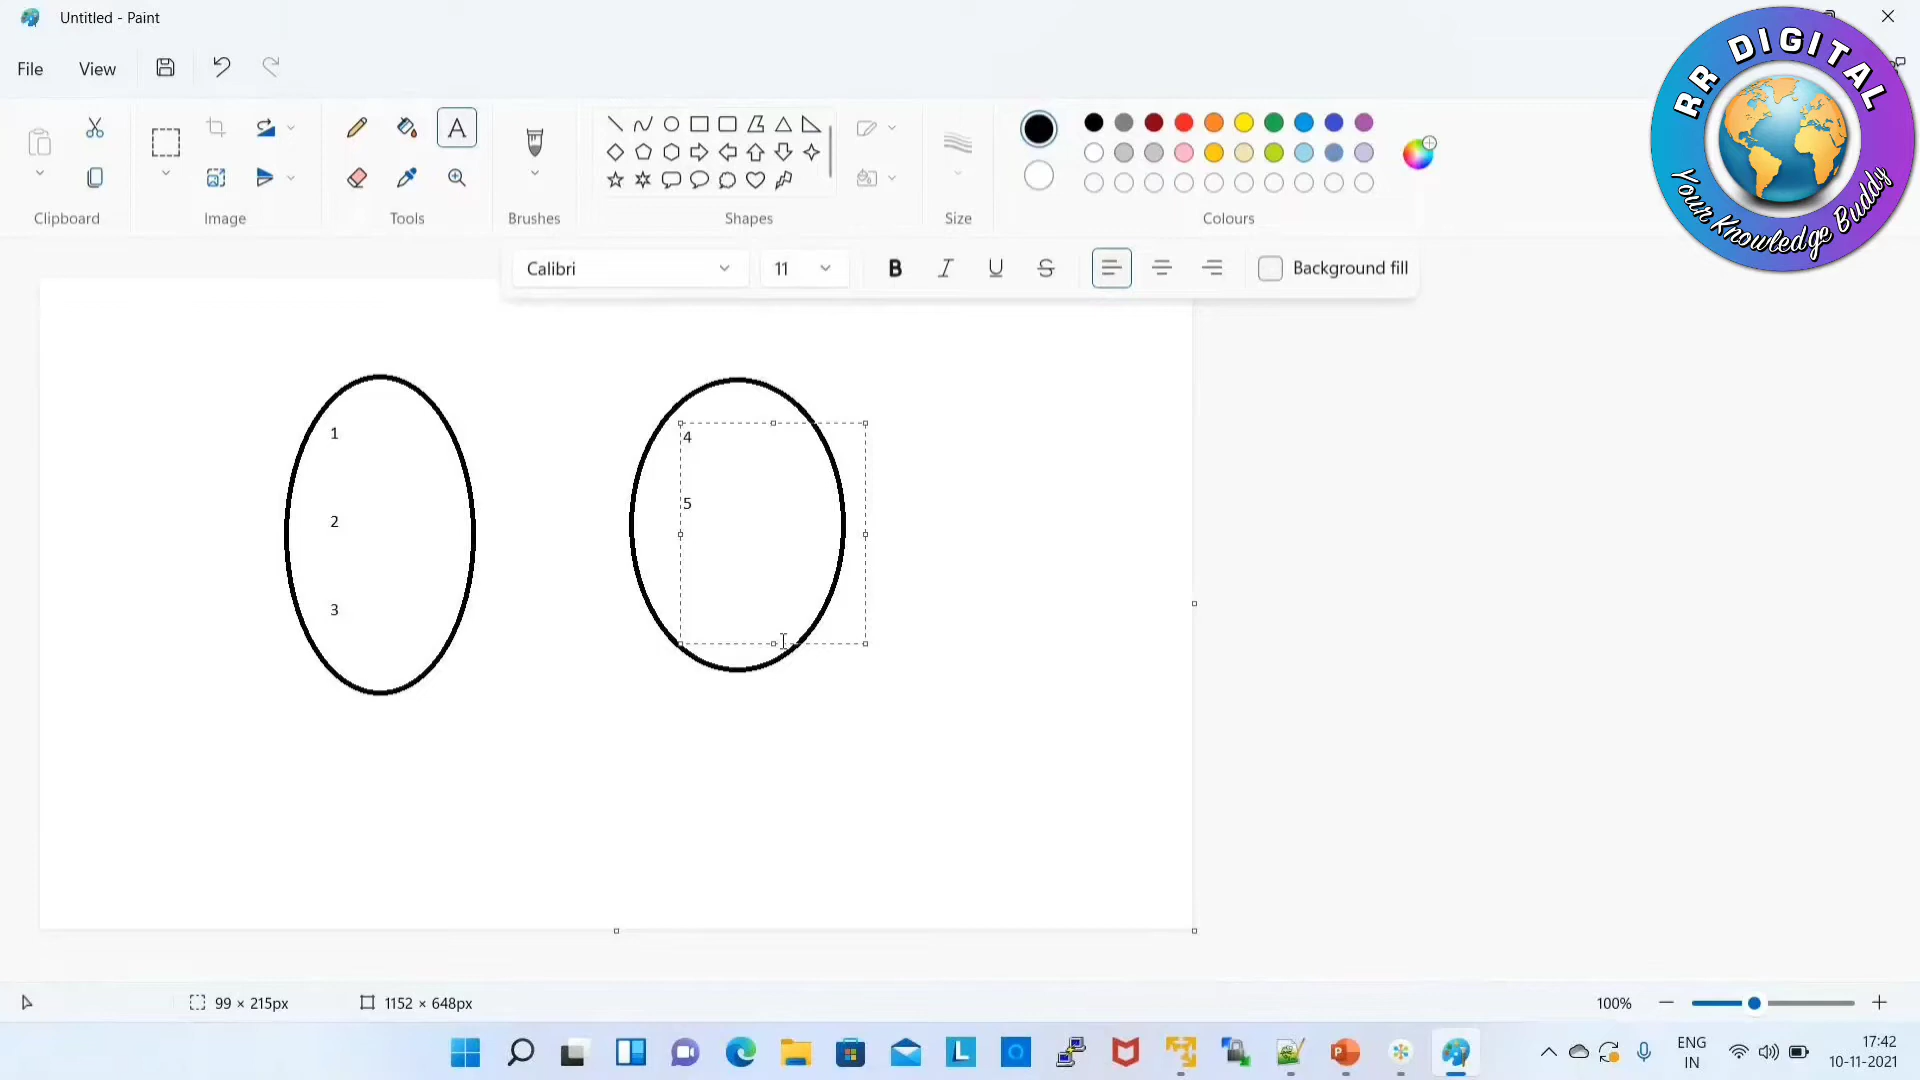 Untitled - Paint
File View
Clipboard Image Tools Brushes Shapes Size Colours
Calibri 11 B I U S Background fill
RR DIGITAL
Your Knowledge Buddy
1
2
3
4
5
99 × 215px 1152 × 648px 100%
ENG
IN
17:42
10-11-2021